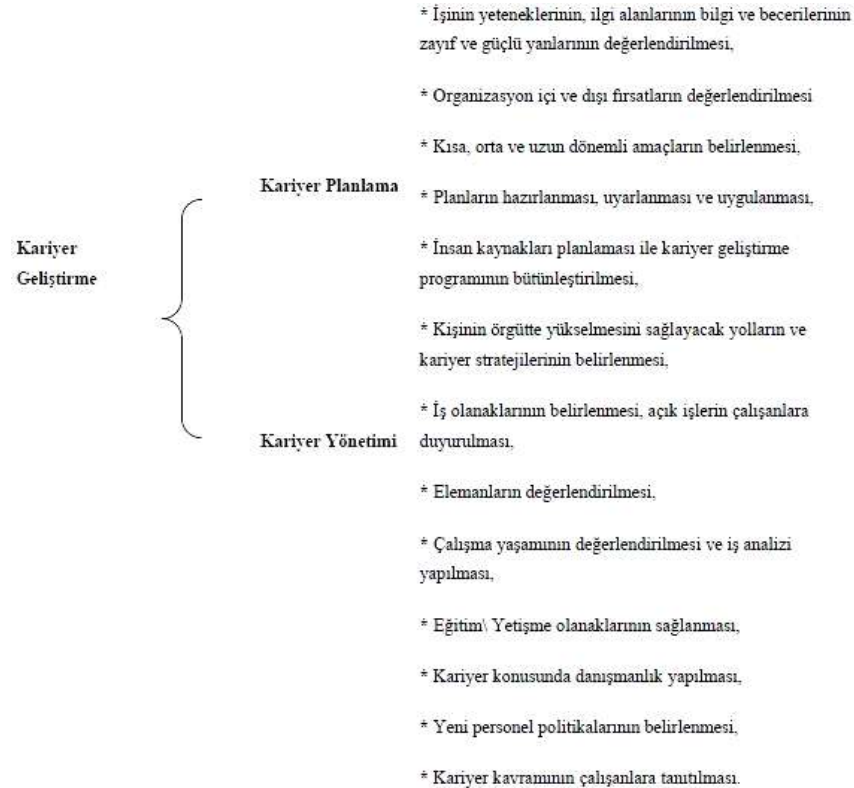 * İşinin yeteneklerinin, ilgi alanlarının bilgi ve becerilerinin
zayıf ve güçlü yanlarının değerlendirilmesi,
* Organizasyon içi ve dışı fırsatların değerlendirilmesi
* Kısa, orta ve uzun dönemli amaçların belirlenmesi,
Kariyer Planlama
* Planların hazırlanması, uyarlanması ve uygulanması,
Kariyer
Geliştirme
* İnsan kaynakları planlaması ile kariyer geliştirme
programının bütünleştirilmesi,
* Kişinin örgütte yükselmesini sağlayacak yolların ve
kariyer stratejilerinin belirlenmesi,
Kariyer Yönetimi
* İş olanaklarının belirlenmesi, açık işlerin çalışanlara
duyurulması,
* Elemanların değerlendirilmesi,
* Çalışma yaşamının değerlendirilmesi ve iş analizi
yapılması,
* Eğitim\ Yetişme olanaklarının sağlanması,
* Kariyer konusunda danışmanlık yapılması,
* Yeni personel politikalarının belirlenmesi,
* Kariyer kavramının çalışanlara tanıtılması.